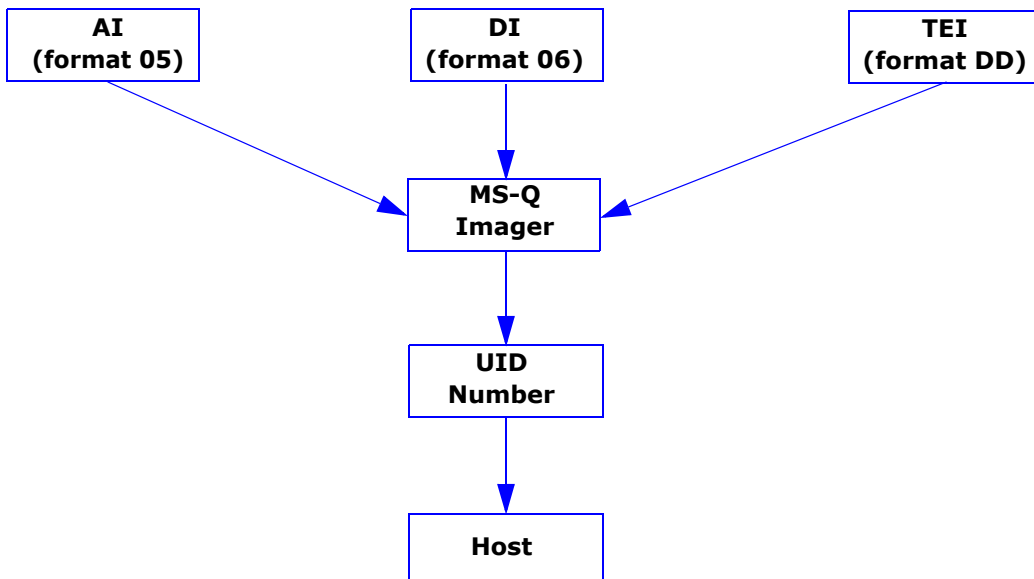 AI
(format 05)
DI
(format 06)
TEI
(format DD)
MS-Q
Imager
UID
Number
Host